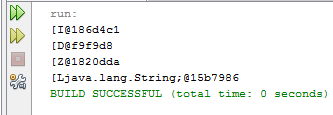 run:
[I@186d4c1
[D@f9f9d8
[Z@1820dda
[Ljava.lang.String;@15b7986
BUILD SUCCESSFUL (total time: 0 seconds)